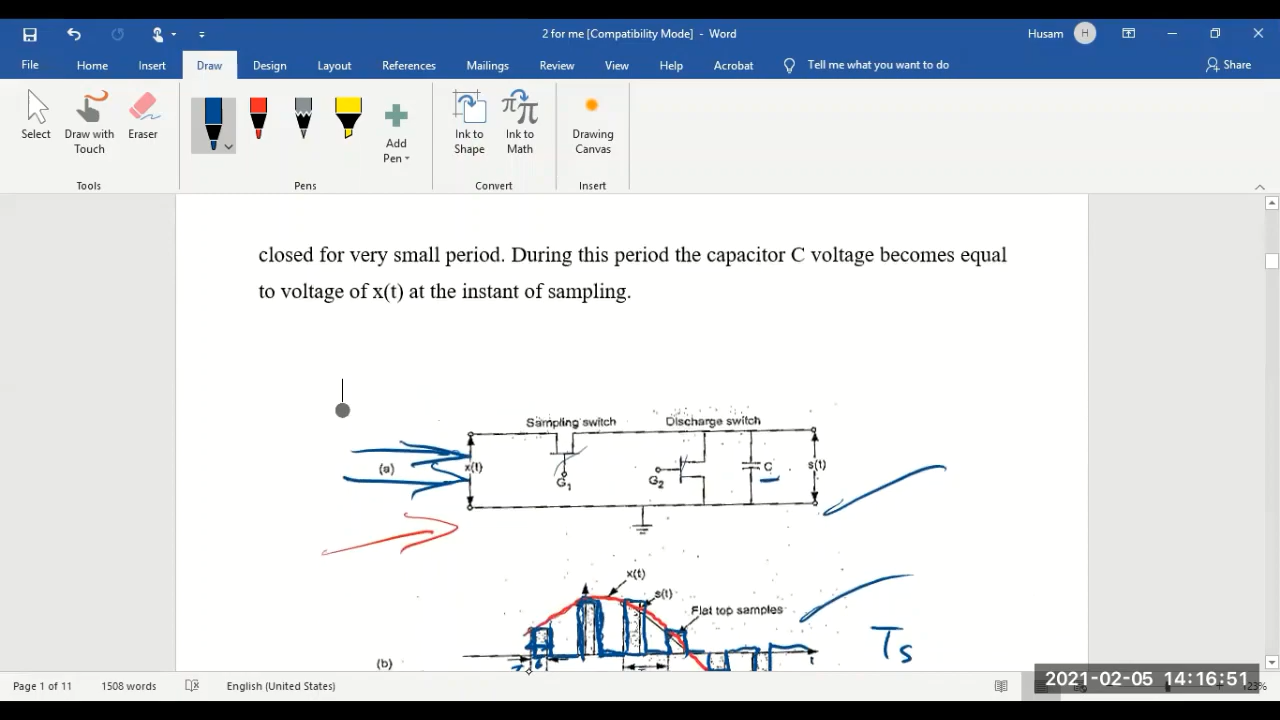 2 for me [Compatibility Mode] - Word
Husam
H
File
Home
Insert
Draw
Design
Layout
References
Mailings
Review
View
Help
Acrobat
Tell me what you want to do
Share
Select
Draw with Touch
Eraser
Add Pen
Ink to Shape
Ink to Math
Drawing Canvas
Tools
Pens
Convert
Insert
closed for very small period. During this period the capacitor C voltage becomes equal
to voltage of x(t) at the instant of sampling.
Sampling switch
Discharge switch
(a)
x(t)
G1
G2
C
s(t)
x(t)
s(t)
Flat top samples
Ts
(b)
t
Page 1 of 11
1508 words
English (United States)
2021-02-05 14:16:51